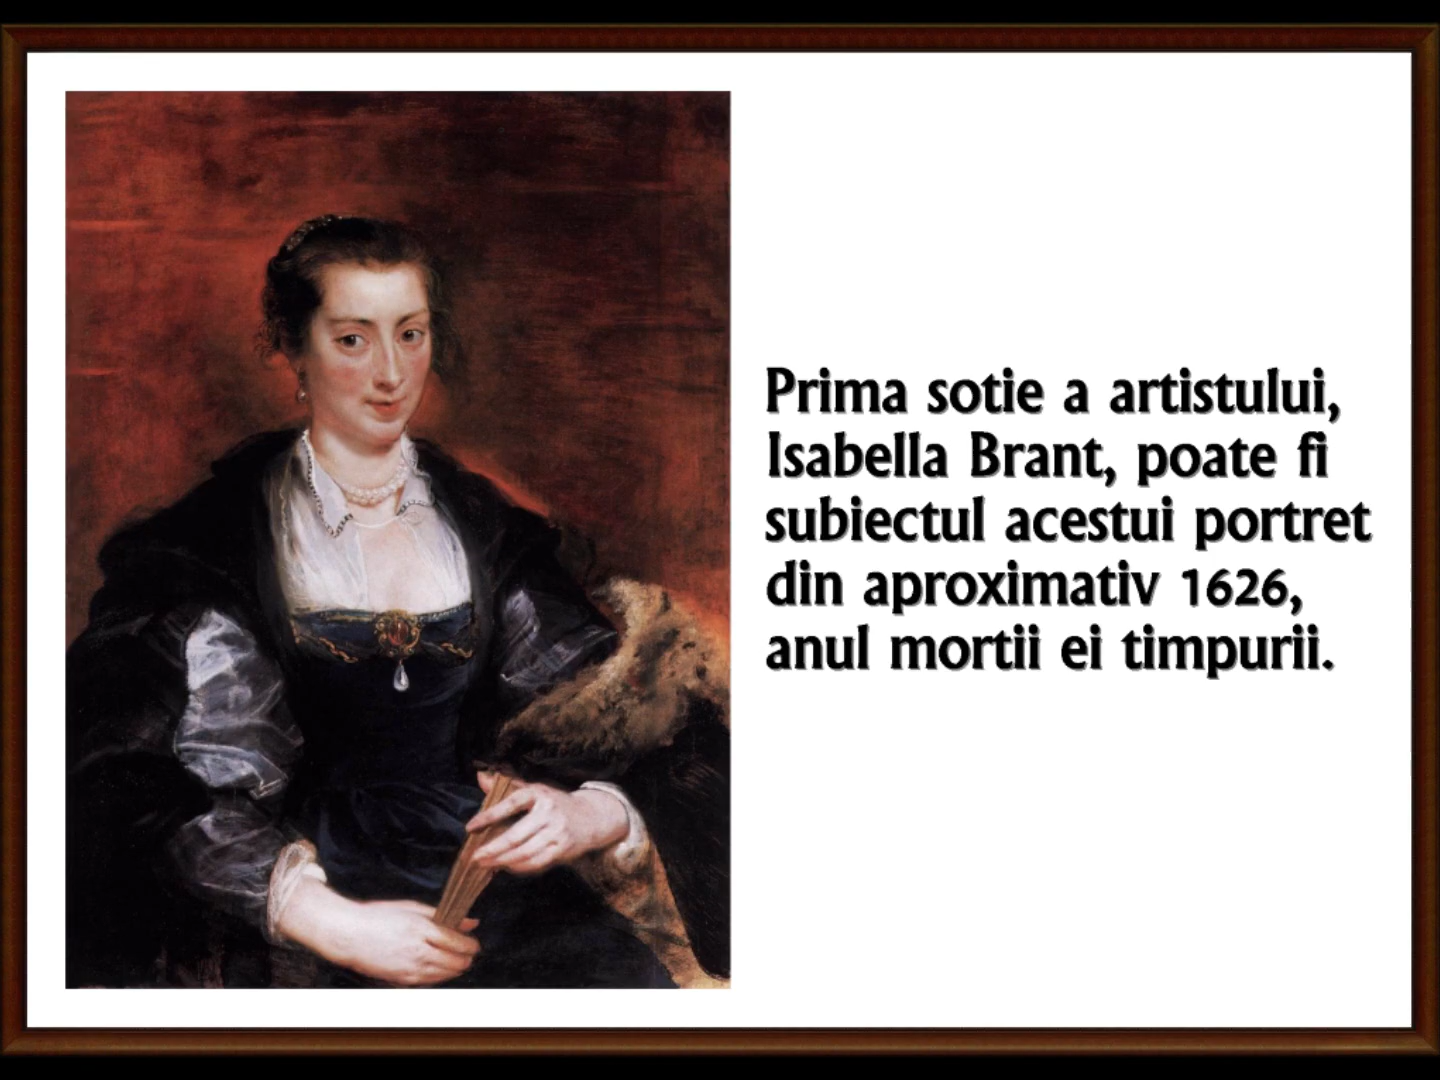 Prima sotie a artistului,
Isabella Brant, poate fi
subiectul acestui portret
din aproximativ 1626,
anul mortii ei timpurii.